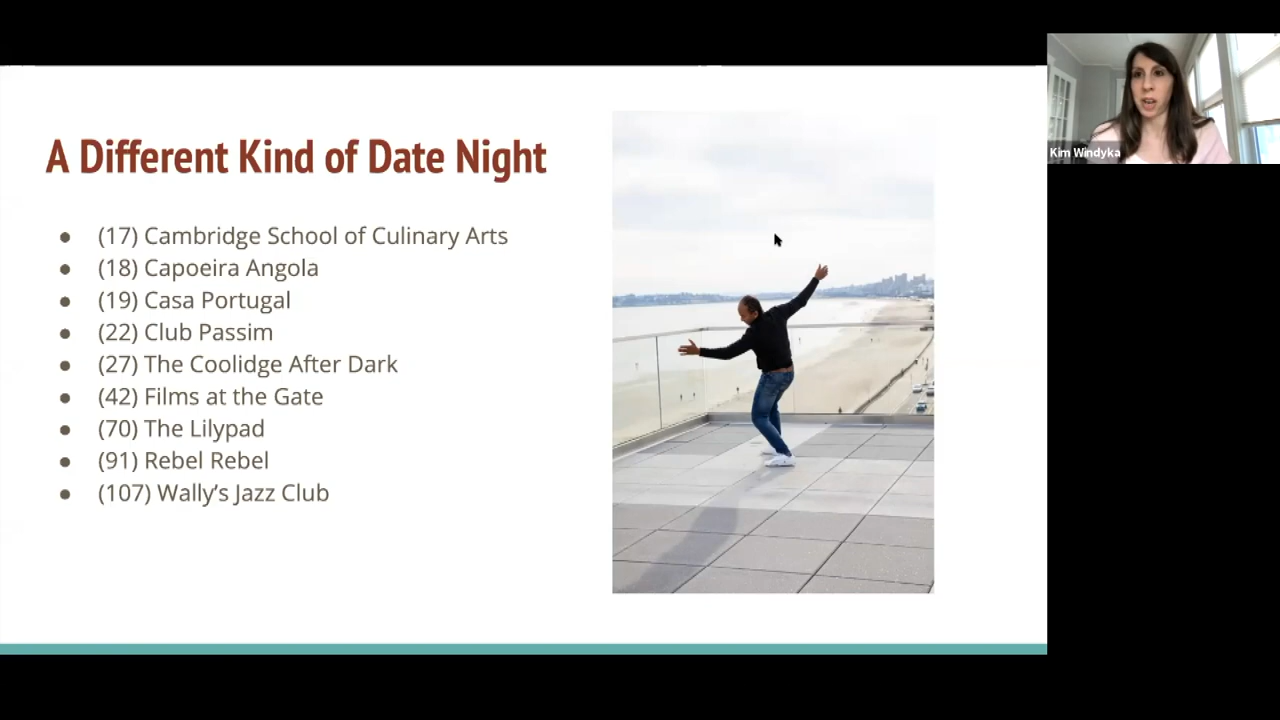 A Different Kind of Date Night
● (17) Cambridge School of Culinary Arts
● (18) Capoeira Angola
● (19) Casa Portugal
● (22) Club Passim
● (27) The Coolidge After Dark
● (42) Films at the Gate
● (70) The Lilypad
● (91) Rebel Rebel
● (107) Wally’s Jazz Club
Kim Windyka